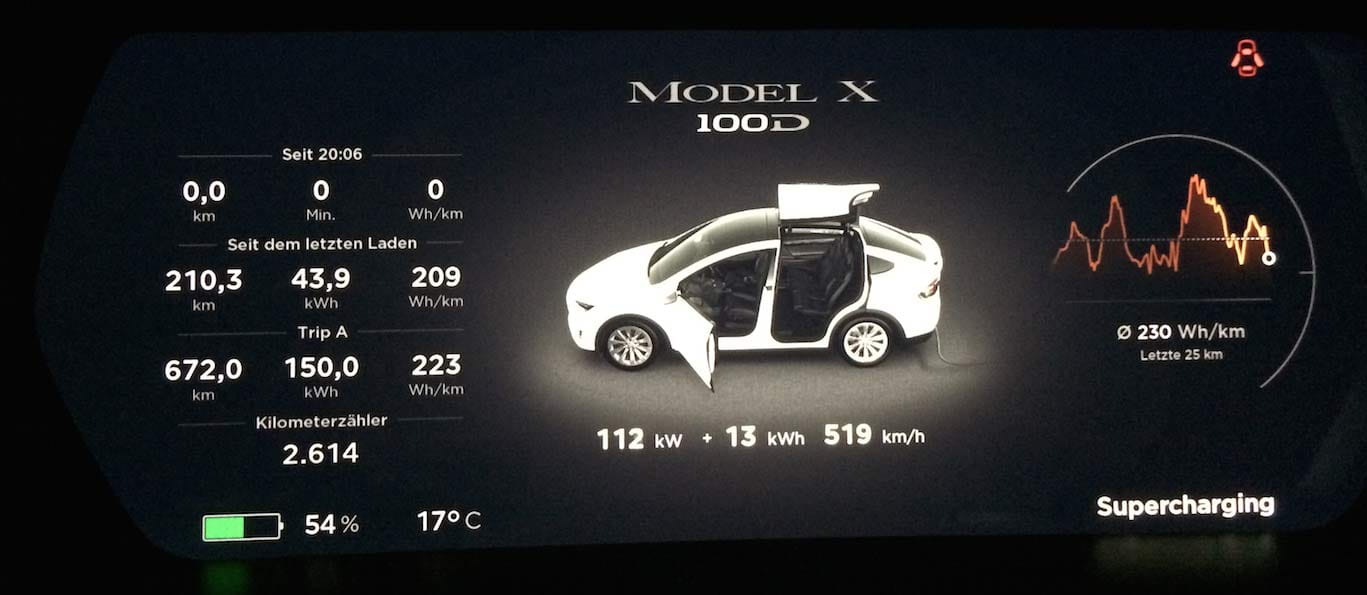 MODEL X
100D
Seit 20:06
0,0 0 0
km Min. Wh/km
Seit dem letzten Laden
210,3 43,9 209
km kWh Wh/km
Trip A
672,0 150,0 223
km kWh Wh/km
Kilometerzähler
2.614
54 % 17° C
112 kW + 13 kWh 519 km/h
Ø 230 Wh/km
Letzte 25 km
Supercharging